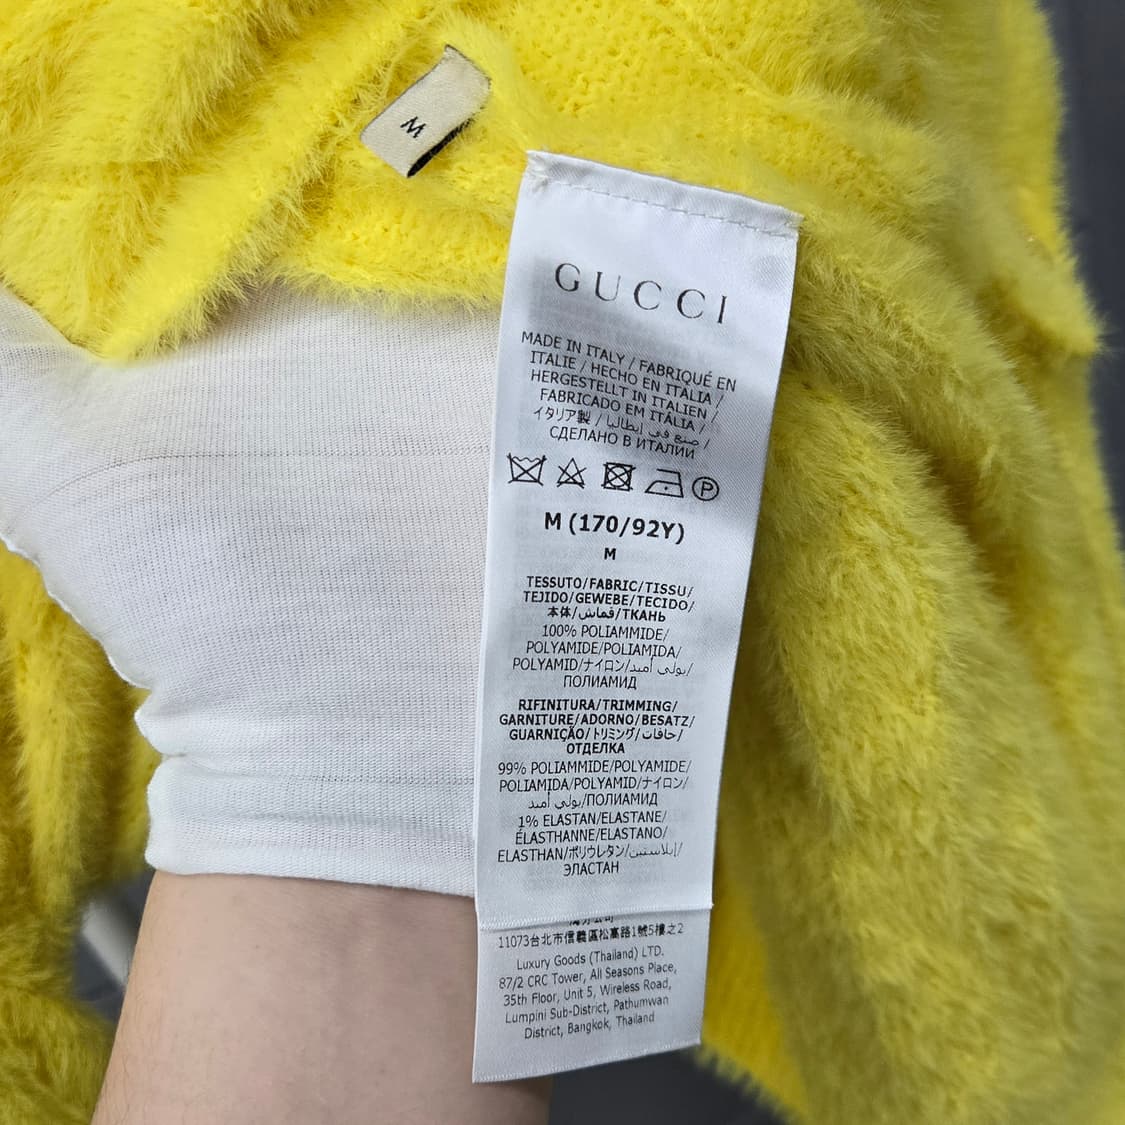 M
GUCCI
MADE IN ITALY / FABRIQUÉ EN
ITALIE / HECHO EN ITALIA /
HERGESTELLT IN ITALIEN /
FABRICADO EM ITÁLIA /
イタリア製 / صنع في إيطاليا /
СДЕЛАНО В ИТАЛИИ
P
M (170/92Y)
M
TESSUTO/FABRIC/TISSU/
TEJIDO/GEWEBE/TECIDO/
本体/قماش/ТКАНЬ
100% POLIAMMIDE/
POLYAMIDE/POLIAMIDA/
POLYAMID/ナイロン/بولي أميد/
ПОЛИАМИД
RIFINITURA/TRIMMING/
GARNITURE/ADORNO/BESATZ/
GUARNIÇÃO/トリミング/حافات/
ОТДЕЛКА
99% POLIAMMIDE/POLYAMIDE/
POLIAMIDA/POLYAMID/ナイロン/
بولي أميد/ПОЛИАМИД
1% ELASTAN/ELASTANE/
ÉLASTHANNE/ELASTANO/
ELASTHAN/ポリウレタン/إيلاستين/
ЭЛАСТАН
11073台北市信義區松高路1號5樓之2
Luxury Goods (Thailand) LTD.
87/2 CRC Tower, All Seasons Place,
35th Floor, Unit 5, Wireless Road,
Lumpini Sub-District, Pathumwan
District, Bangkok, Thailand